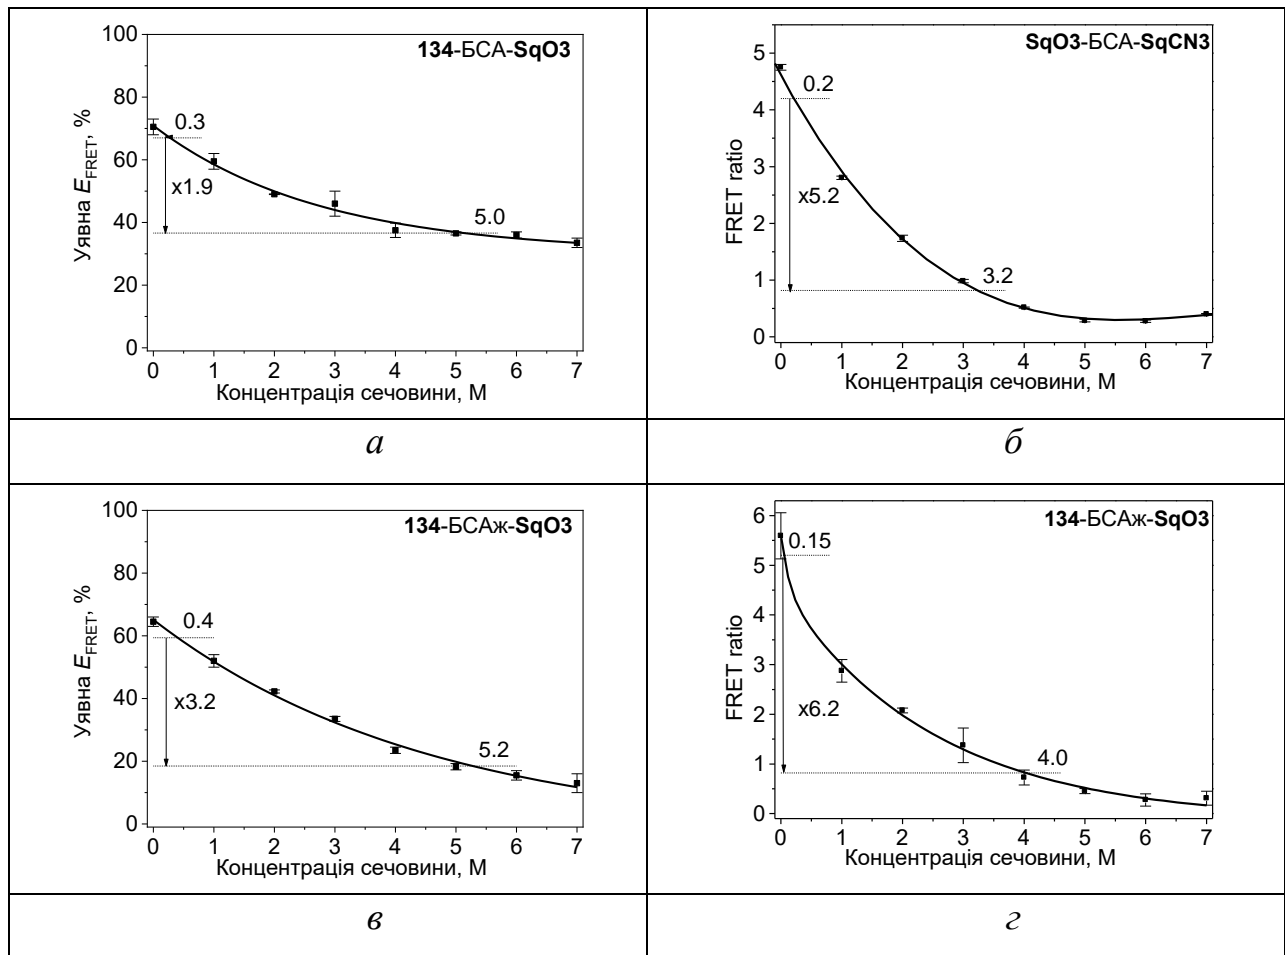 134-БСА-SqO3
Уявна EFRET, %
100
80
60
40
20
0
0.3
x1.9
5.0
0 1 2 3 4 5 6 7
Концентрація сечовини, М
а
SqO3-БСА-SqCN3
FRET ratio
5
4
3
2
1
0
0.2
x5.2
3.2
0 1 2 3 4 5 6 7
Концентрація сечовини, М
б
134-БСАж-SqO3
Уявна EFRET, %
100
80
60
40
20
0
0.4
x3.2
5.2
0 1 2 3 4 5 6 7
Концентрація сечовини, М
в
134-БСАж-SqO3
FRET ratio
6
5
4
3
2
1
0
0.15
x6.2
4.0
0 1 2 3 4 5 6 7
Концентрація сечовини, М
г